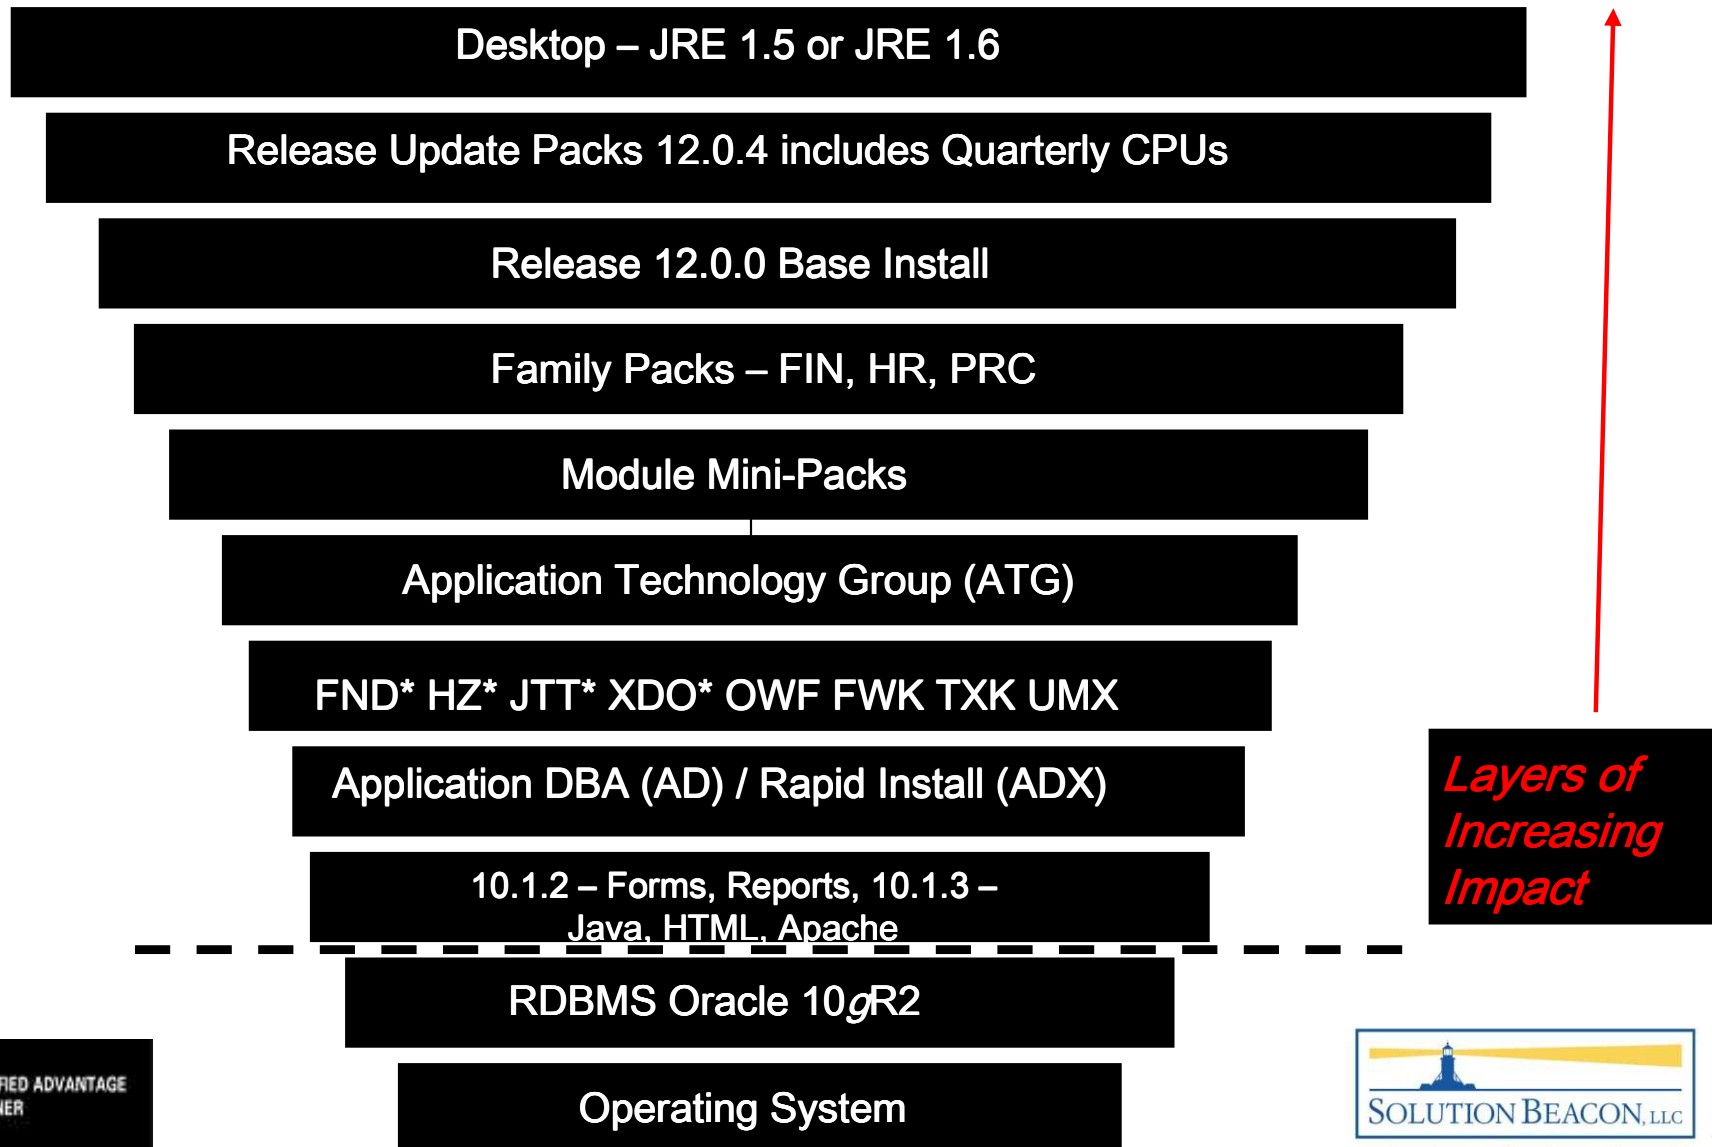 Desktop – JRE 1.5 or JRE 1.6
Release Update Packs 12.0.4 includes Quarterly CPUs
Release 12.0.0 Base Install
Family Packs – FIN, HR, PRC
Module Mini-Packs
Application Technology Group (ATG)
FND* HZ* JTT* XDO* OWF FWK TXK UMX
Application DBA (AD) / Rapid Install (ADX)
Layers of
Increasing
Impact
10.1.2 – Forms, Reports, 10.1.3 –
Java, HTML, Apache
RDBMS Oracle 10gR2
Operating System
ADVANTAGE
SOLUTION BEACON, LLC